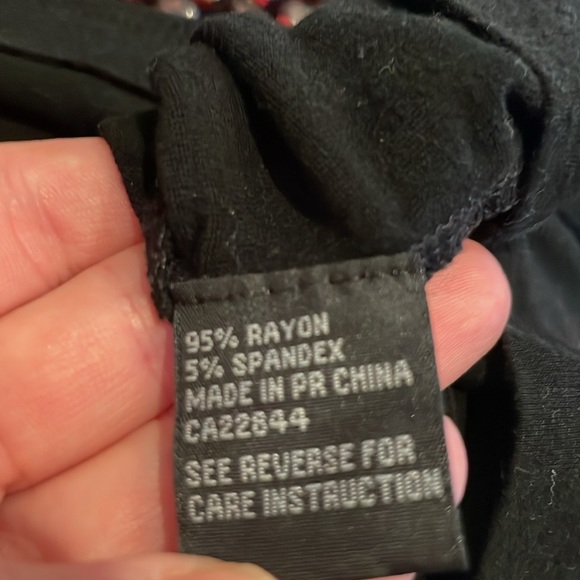 95% RAYON
5% SPANDEX
MADE IN PR CHINA
CA22844
SEE REVERSE FOR
CARE INSTRUCTION